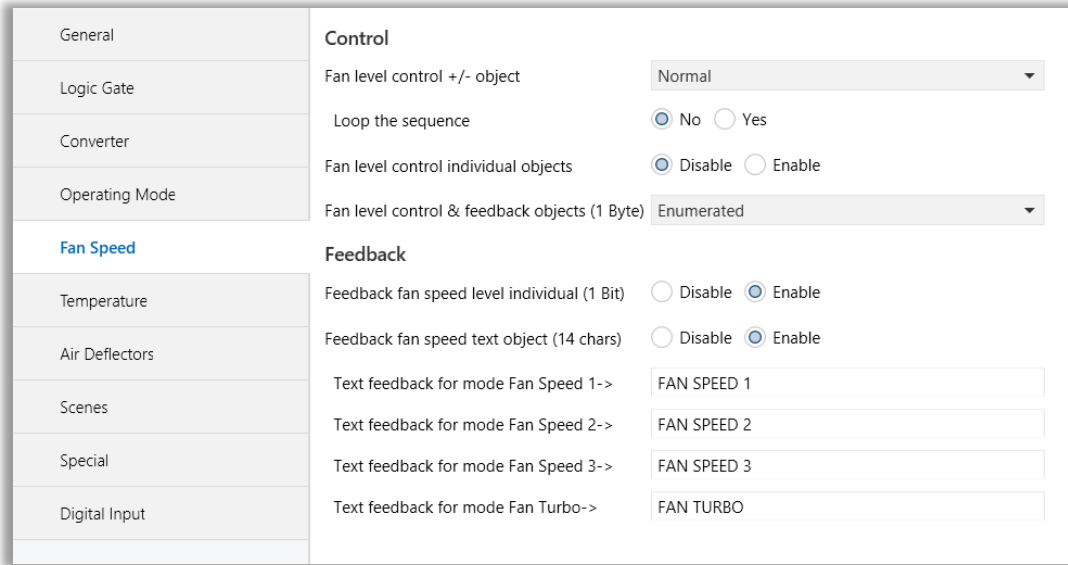 General
Logic Gate
Converter
Operating Mode
Fan Speed
Temperature
Air Deflectors
Scenes
Special
Digital Input
Control
Fan level control +/- object Normal
Loop the sequence No Yes
Fan level control individual objects Disable Enable
Fan level control & feedback objects (1 Byte) Enumerated
Feedback
Feedback fan speed level individual (1 Bit) Disable Enable
Feedback fan speed text object (14 chars) Disable Enable
Text feedback for mode Fan Speed 1-> FAN SPEED 1
Text feedback for mode Fan Speed 2-> FAN SPEED 2
Text feedback for mode Fan Speed 3-> FAN SPEED 3
Text feedback for mode Fan Turbo-> FAN TURBO